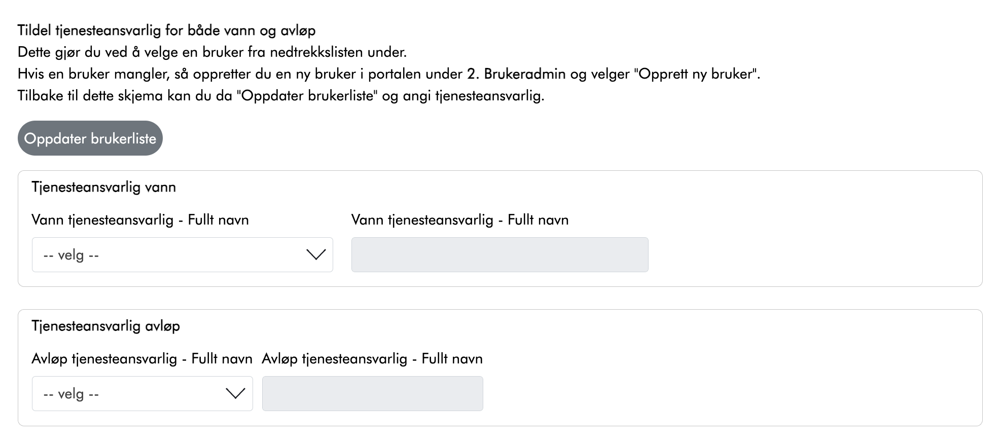 Tildel tjenesteansvarlig for både vann og avløp
Dette gjør du ved å velge en bruker fra nedtrekkslisten under.
Hvis en bruker mangler, så oppretter du en ny bruker i portalen under 2. Brukeradmin og velger "Opprett ny bruker".
Tilbake til dette skjema kan du da "Oppdater brukerliste" og angi tjenesteansvarlig.
Oppdater brukerliste
Tjenesteansvarlig vann
Vann tjenesteansvarlig - Fullt navn Vann tjenesteansvarlig - Fullt navn
-- velg --
Tjenesteansvarlig avløp
Avløp tjenesteansvarlig - Fullt navn Avløp tjenesteansvarlig - Fullt navn
-- velg --